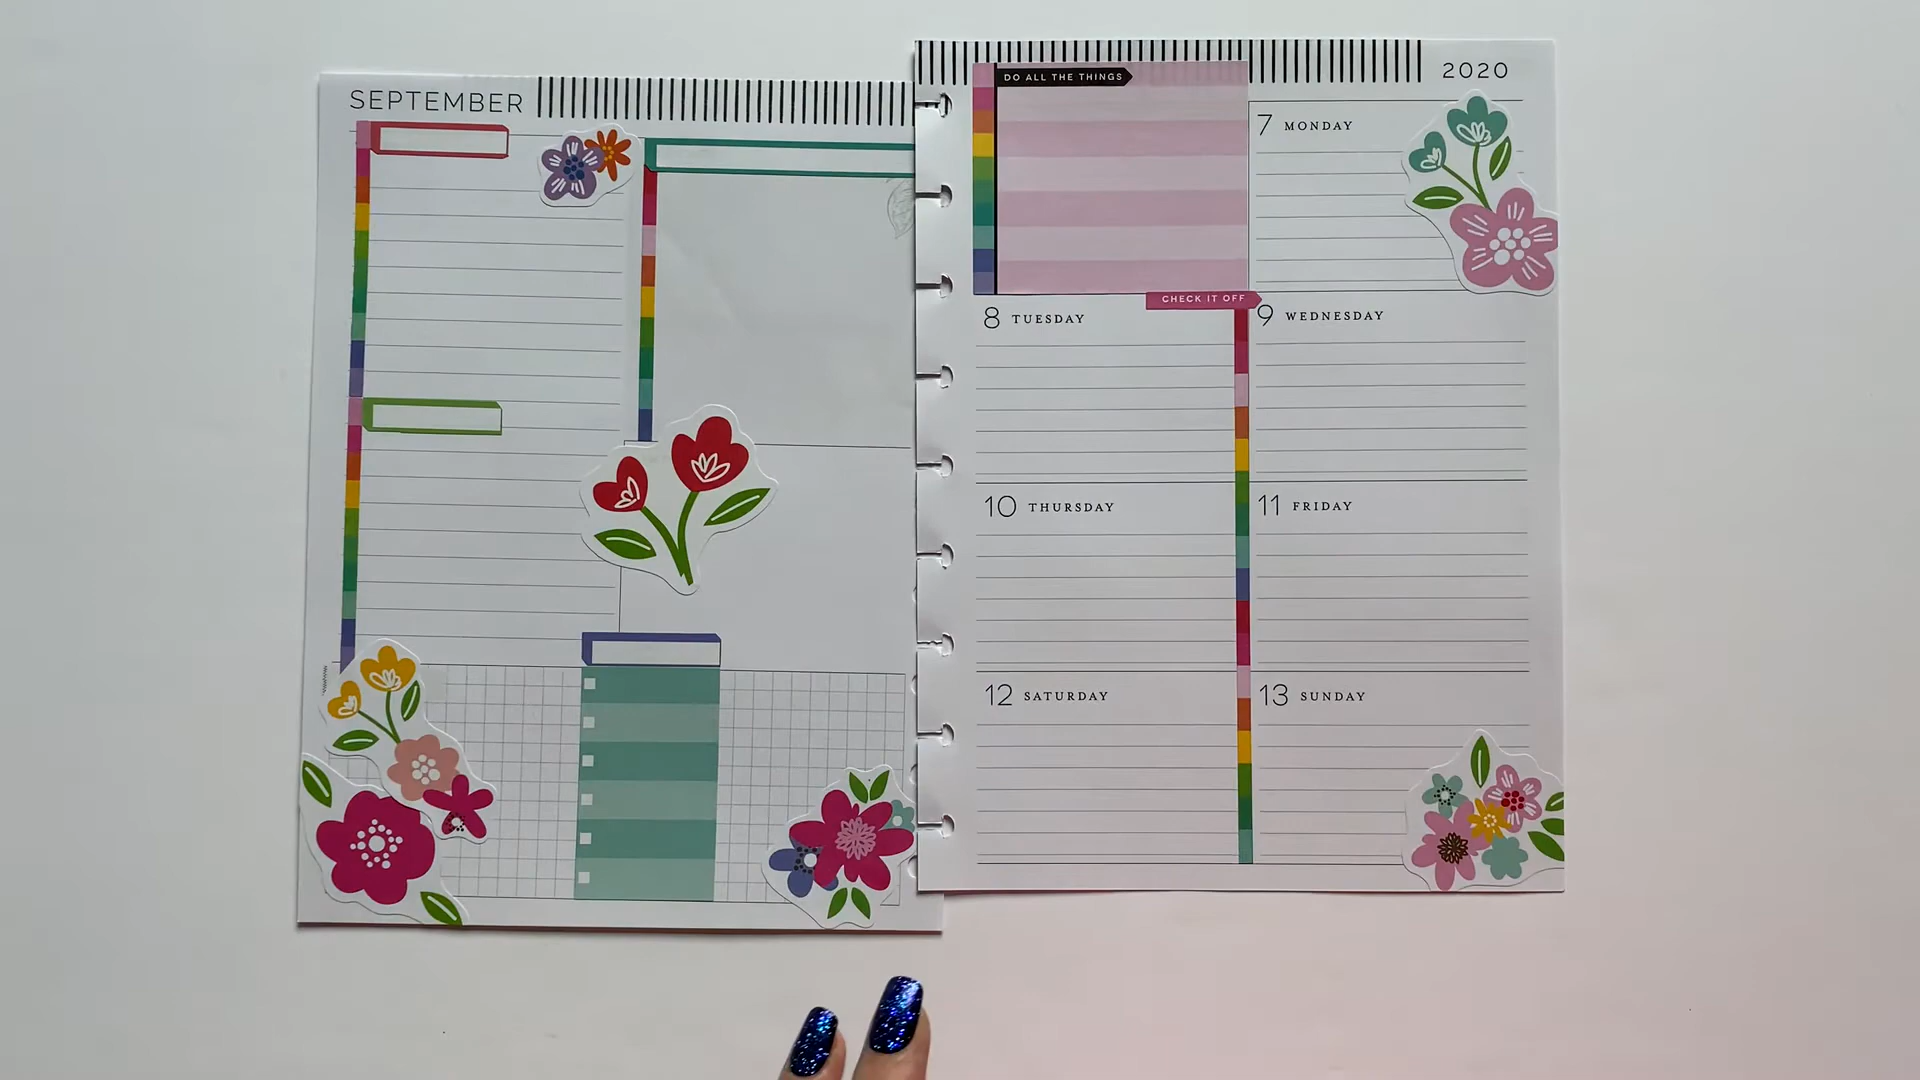 SEPTEMBER
2020
DO ALL THE THINGS
7 MONDAY
CHECK IT OFF
8 TUESDAY
9 WEDNESDAY
10 THURSDAY
11 FRIDAY
12 SATURDAY
13 SUNDAY